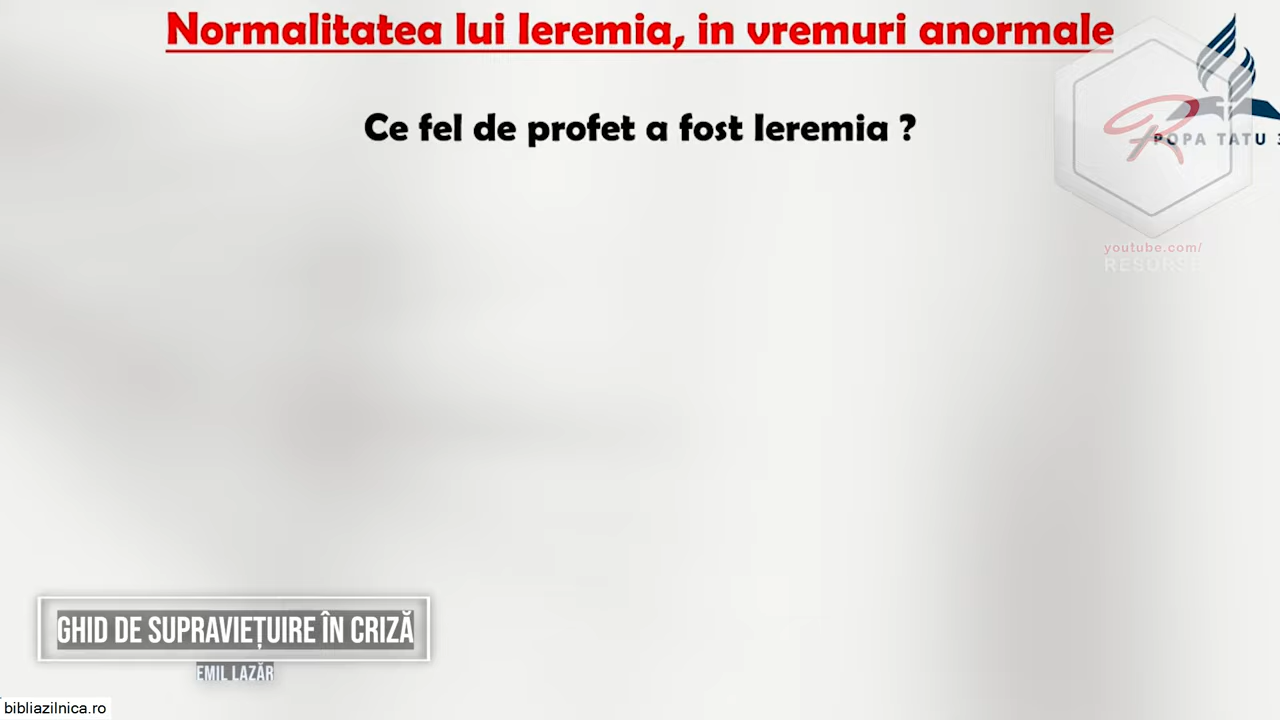 Normalitatea lui Ieremia, in vremuri anormale
Ce fel de profet a fost Ieremia ?
POPA TATU
youtube.com/
RESURSE
GHID DE SUPRAVIEȚUIRE ÎN CRIZĂ
EMIL LAZĂR
bibliazilnica.ro